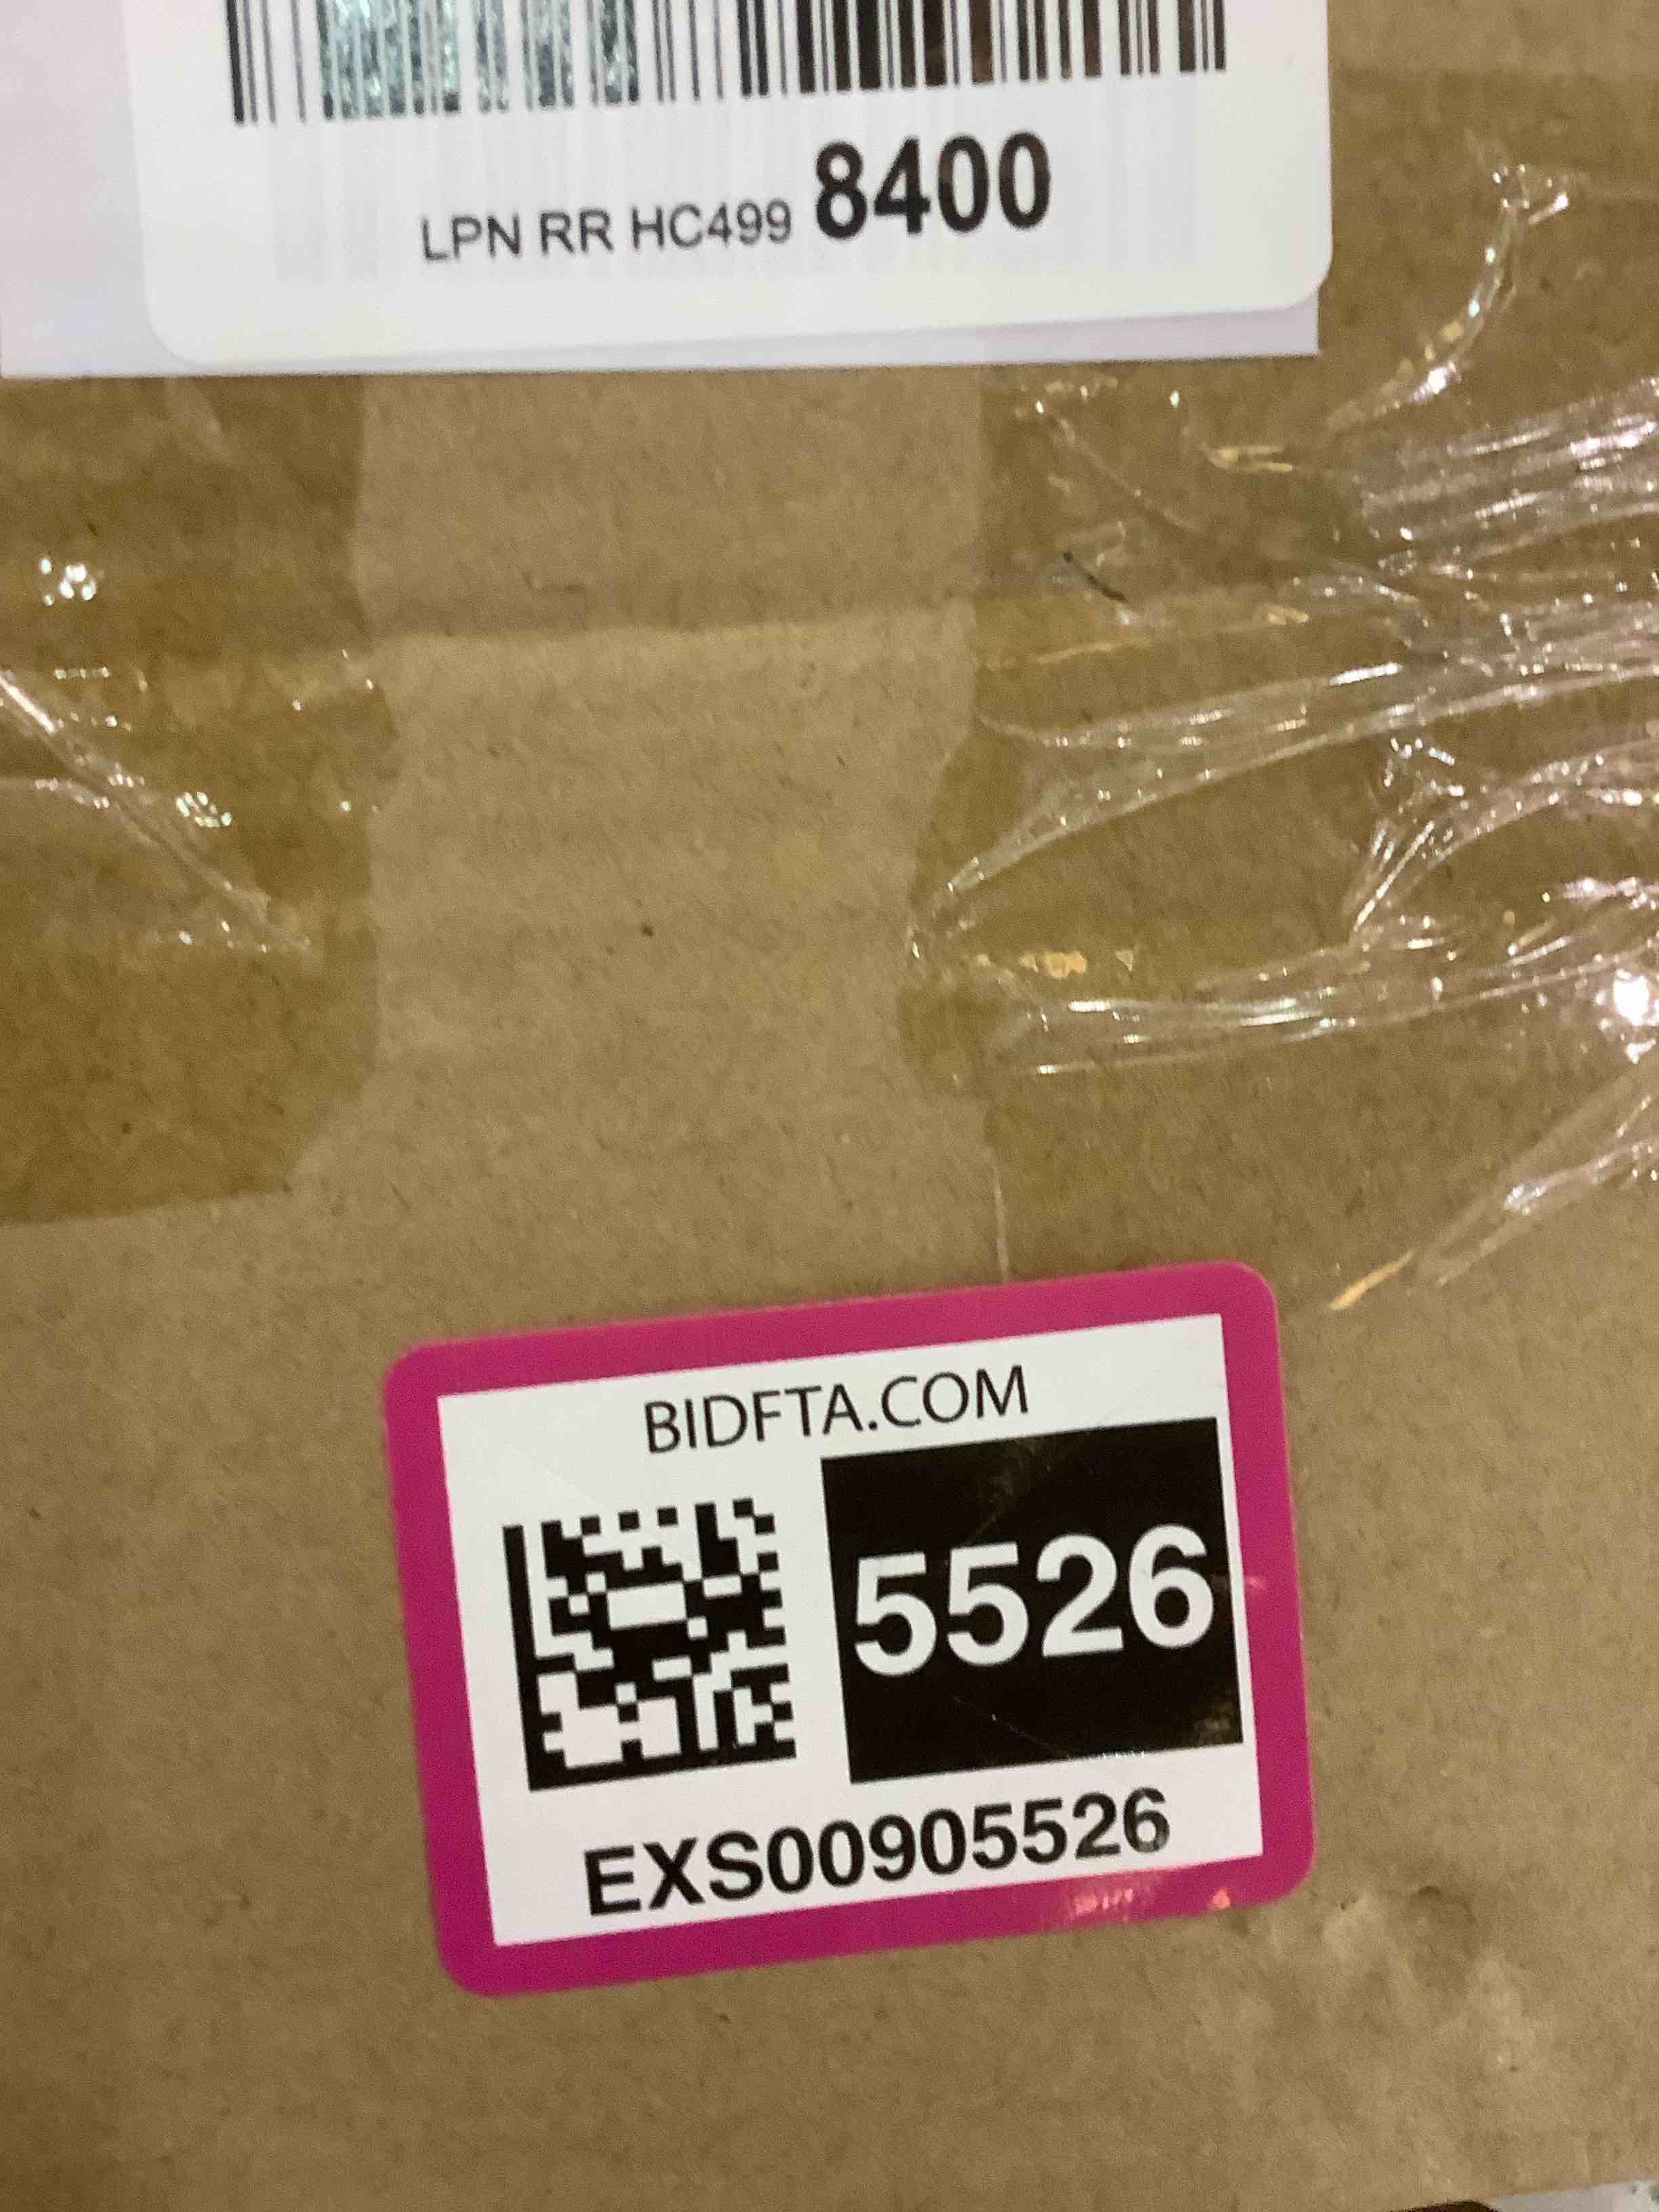 LPN RR HC499 8400
BIDFTA.COM
5526
EXS00905526